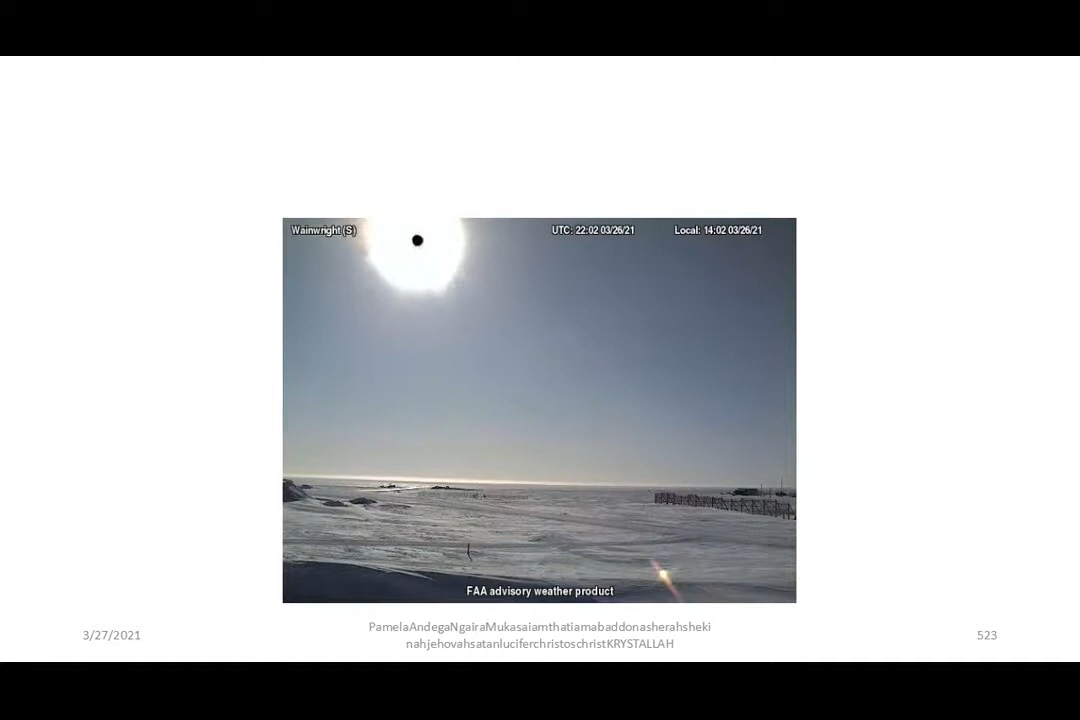 Wainwright (S) UTC: 22:02 03/26/21 Local: 14:02 03/26/21
FAA advisory weather product
3/27/2021
PamelaAndegaNgairaMukasaiamthatiamabaddonasherahsheki
nahjehovahsatanluciferchristoschristKRYSTALLAH
523